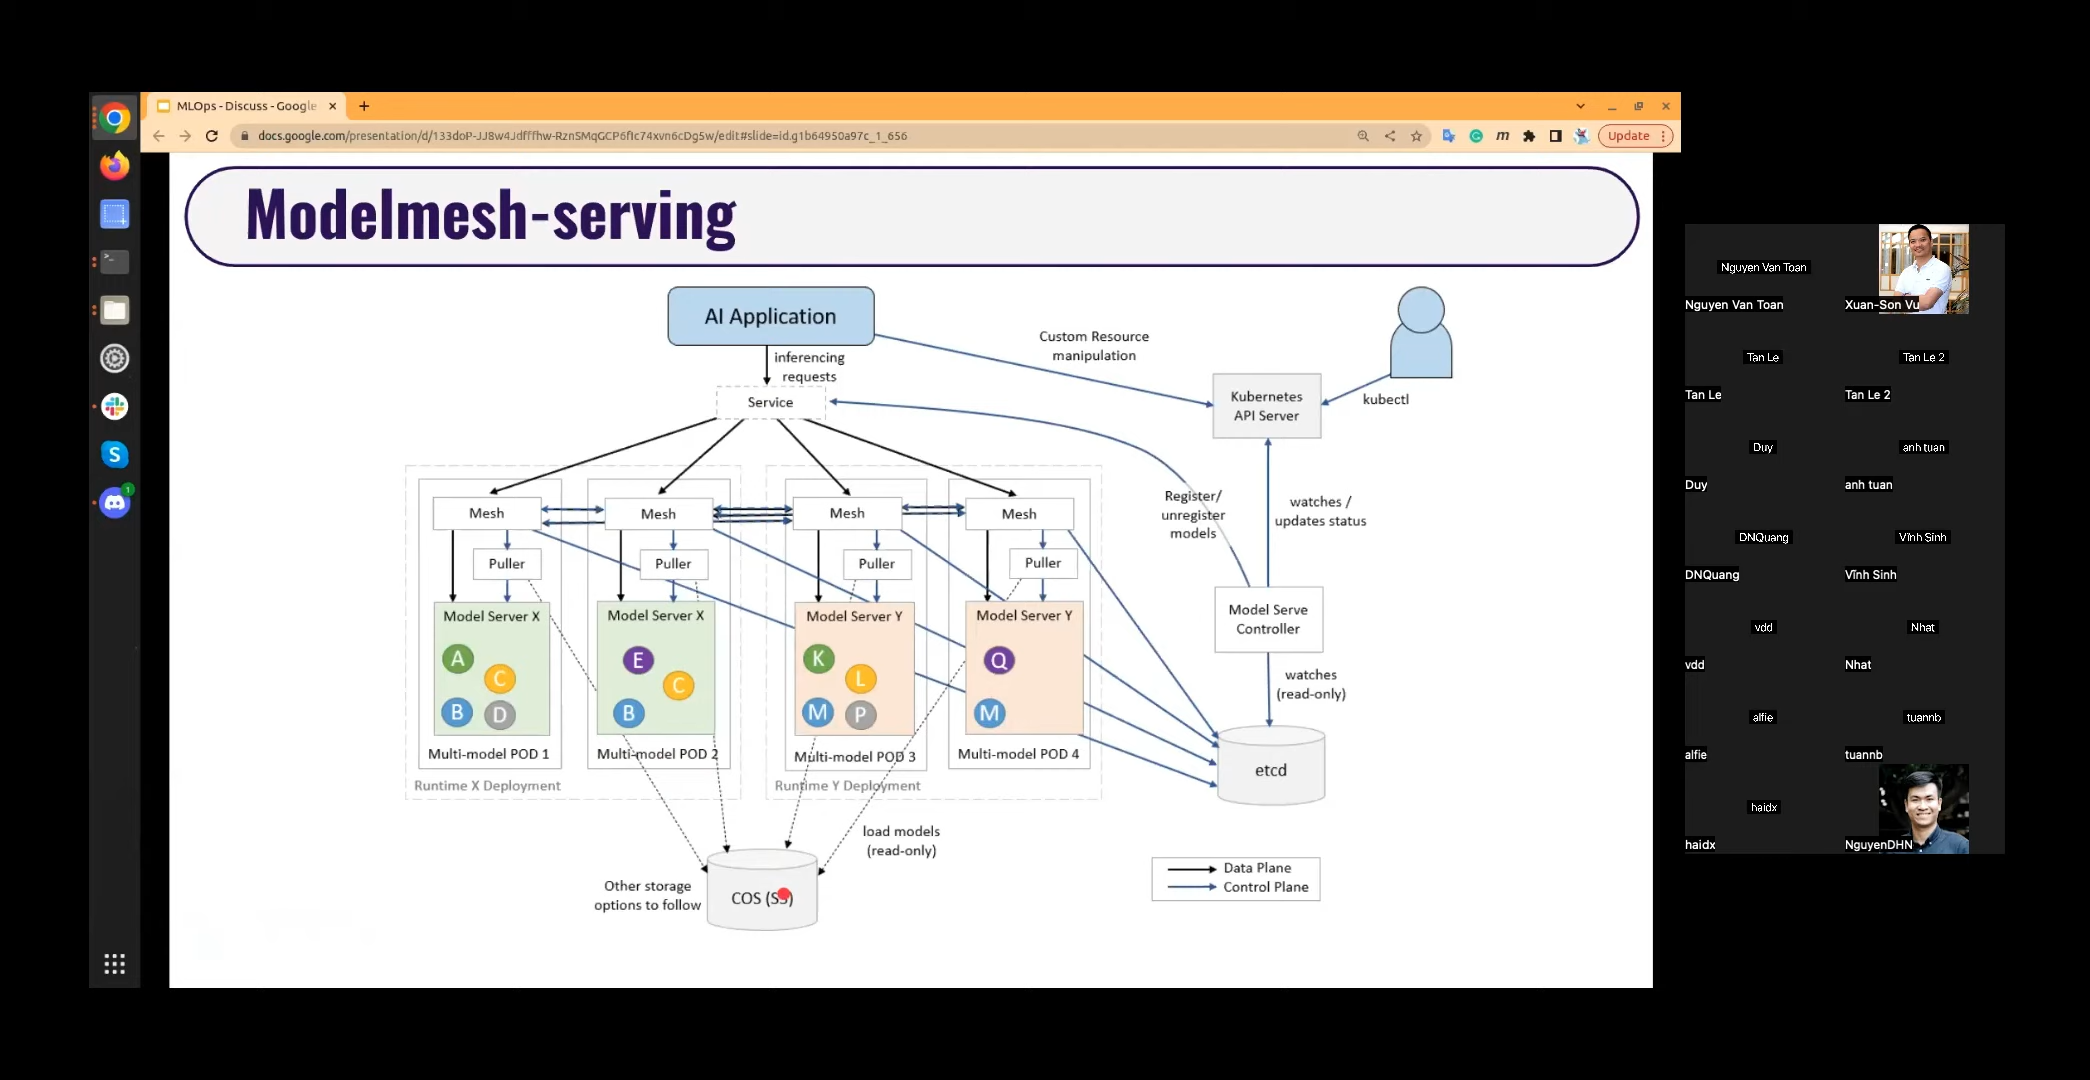 MLOps - Discuss - Google
docs.google.com/presentation/d/133doP-JJ8w4JdfffhW-RznSMqGCP6fIc74xvn6cDg5w/edit#slide=id.g1b64950a97c_1_656
Update
Modelmesh-serving
AI Application
inferencing
requests
Custom Resource
manipulation
Service
Kubernetes
API Server
kubectl
Mesh
Mesh
Mesh
Mesh
Register/
unregister
models
watches /
updates status
Puller
Puller
Puller
Puller
Model Server X
Model Server X
Model Server Y
Model Server Y
Model Serve
Controller
A
C
B
D
E
C
B
K
L
M
P
Q
M
watches
(read-only)
Multi-model POD 1
Multi-model POD 2
Multi-model POD 3
Multi-model POD 4
Runtime X Deployment
Runtime Y Deployment
etcd
load models
(read-only)
Other storage
options to follow
COS (S3)
Data Plane
Control Plane
Nguyen Van Toan
Nguyen Van Toan
Xuan-Son Vu
Tan Le
Tan Le 2
Tan Le
Tan Le 2
Duy
anh tuan
Duy
anh tuan
DNQuang
Vĩnh Sinh
DNQuang
Vĩnh Sinh
vdd
Nhat
vdd
Nhat
alfie
tuannb
alfie
tuannb
haidx
haidx
NguyenDHN
S
1
m